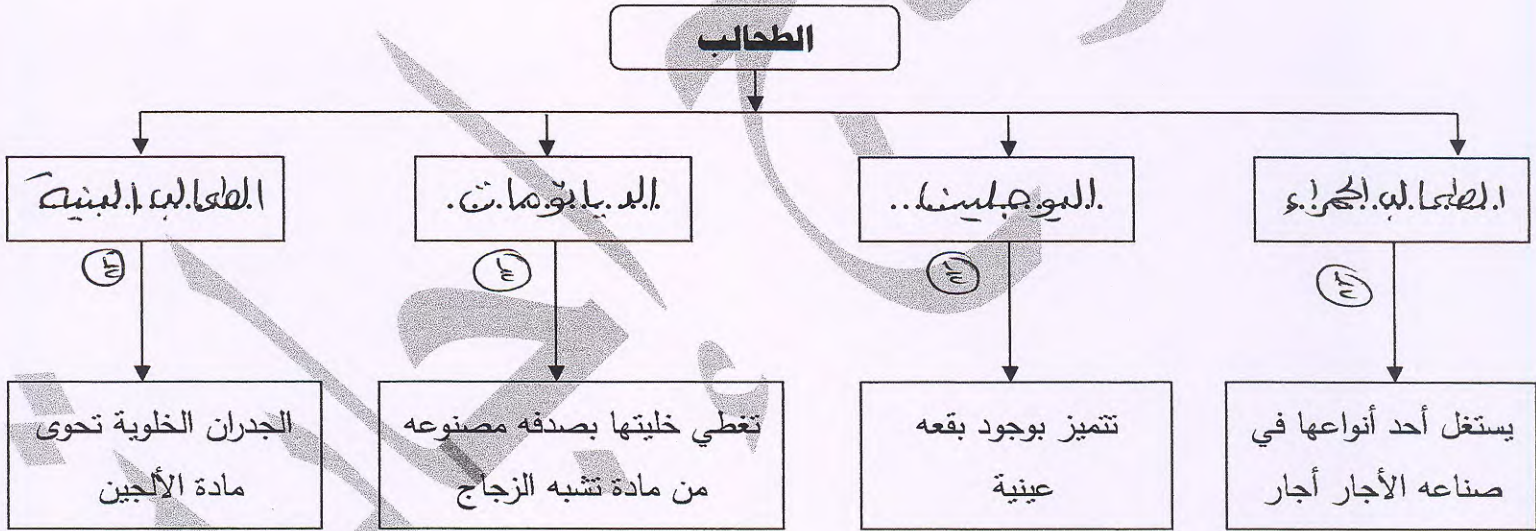 الطحالب
الطحالب الحمراء
اليوجلينا
الدياتومات
الطحالب البنية
يستغل أحد أنواعها في
صناعه الأجار أجار
تتميز بوجود بقعه
عينية
تغطي خليتها بصدفه مصنوعه
من مادة تشبه الزجاج
الجدران الخلوية تحوى
مادة الألجين